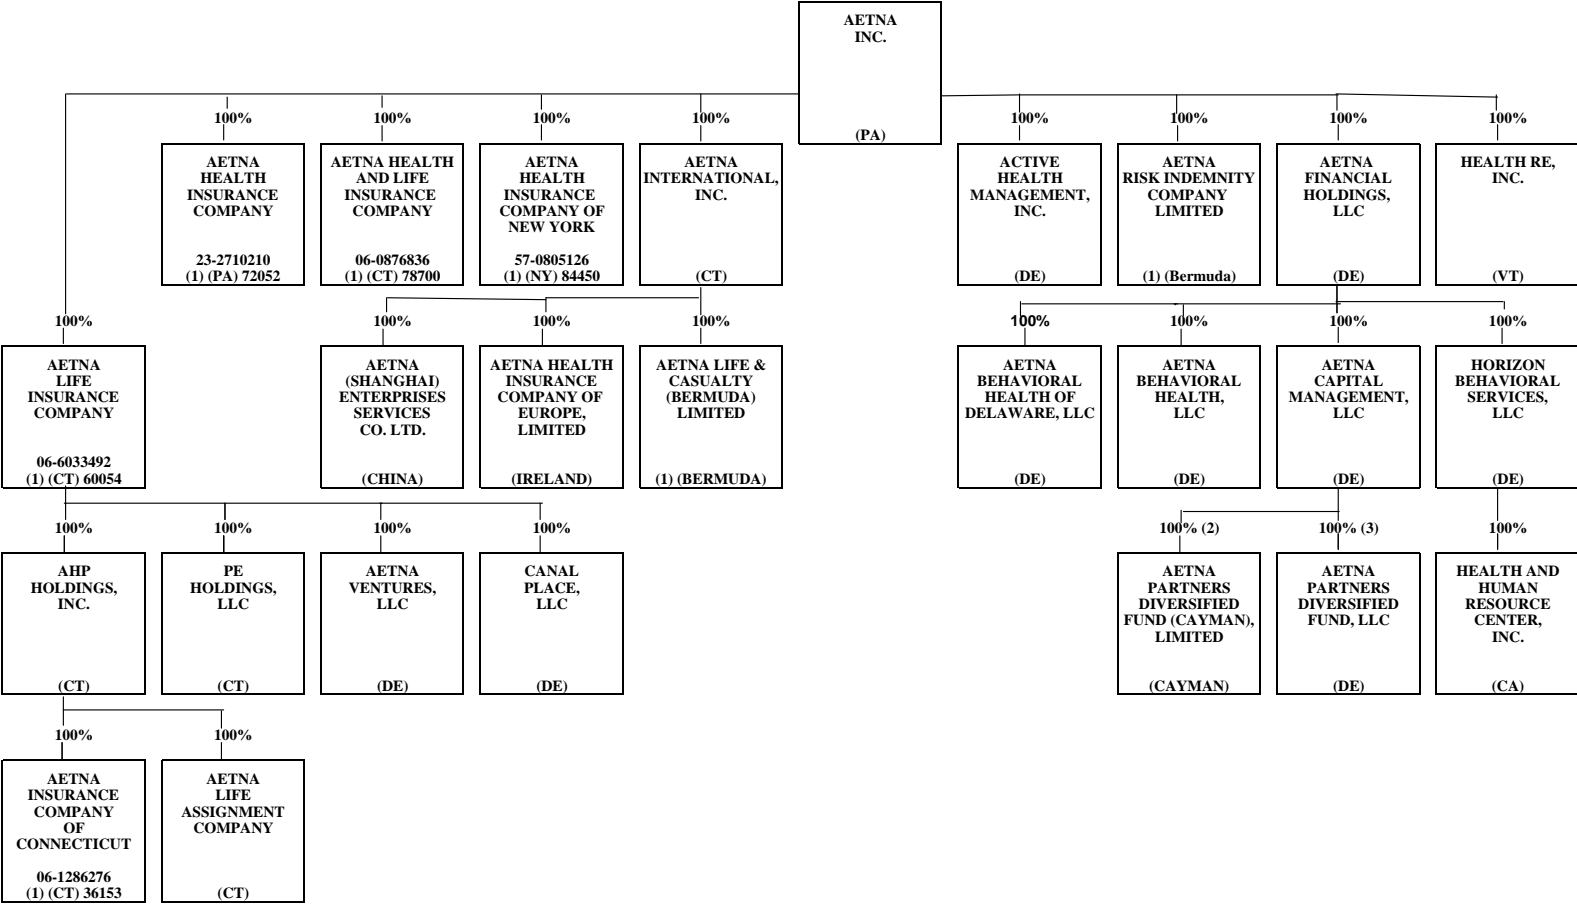 AETNA
INC.
(PA)
100%
100%
100%
100%
100%
100%
100%
100%
AETNA
HEALTH
INSURANCE
COMPANY
23-2710210
(1) (PA) 72052
AETNA HEALTH
AND LIFE
INSURANCE
COMPANY
06-0876836
(1) (CT) 78700
AETNA
HEALTH
INSURANCE
COMPANY OF
NEW YORK
57-0805126
(1) (NY) 84450
AETNA
INTERNATIONAL,
INC.
(CT)
ACTIVE
HEALTH
MANAGEMENT,
INC.
(DE)
AETNA
RISK INDEMNITY
COMPANY
LIMITED
(1) (Bermuda)
AETNA
FINANCIAL
HOLDINGS,
LLC
(DE)
HEALTH RE,
INC.
(VT)
100%
100%
100%
100%
100%
100%
100%
100%
AETNA
LIFE
INSURANCE
COMPANY
06-6033492
(1) (CT) 60054
AETNA
(SHANGHAI)
ENTERPRISES
SERVICES
CO. LTD.
(CHINA)
AETNA HEALTH
INSURANCE
COMPANY OF
EUROPE,
LIMITED
(IRELAND)
AETNA LIFE &
CASUALTY
(BERMUDA)
LIMITED
(1) (BERMUDA)
AETNA
BEHAVIORAL
HEALTH OF
DELAWARE, LLC
(DE)
AETNA
BEHAVIORAL
HEALTH,
LLC
(DE)
AETNA
CAPITAL
MANAGEMENT,
LLC
(DE)
HORIZON
BEHAVIORAL
SERVICES,
LLC
(DE)
100%
100%
100%
100%
100% (2)
100% (3)
100%
AHP
HOLDINGS,
INC.
(CT)
PE
HOLDINGS,
LLC
(CT)
AETNA
VENTURES,
LLC
(DE)
CANAL
PLACE,
LLC
(DE)
AETNA
PARTNERS
DIVERSIFIED
FUND (CAYMAN),
LIMITED
(CAYMAN)
AETNA
PARTNERS
DIVERSIFIED
FUND, LLC
(DE)
HEALTH AND
HUMAN
RESOURCE
CENTER,
INC.
(CA)
100%
100%
AETNA
INSURANCE
COMPANY
OF
CONNECTICUT
06-1286276
(1) (CT) 36153
AETNA
LIFE
ASSIGNMENT
COMPANY
(CT)